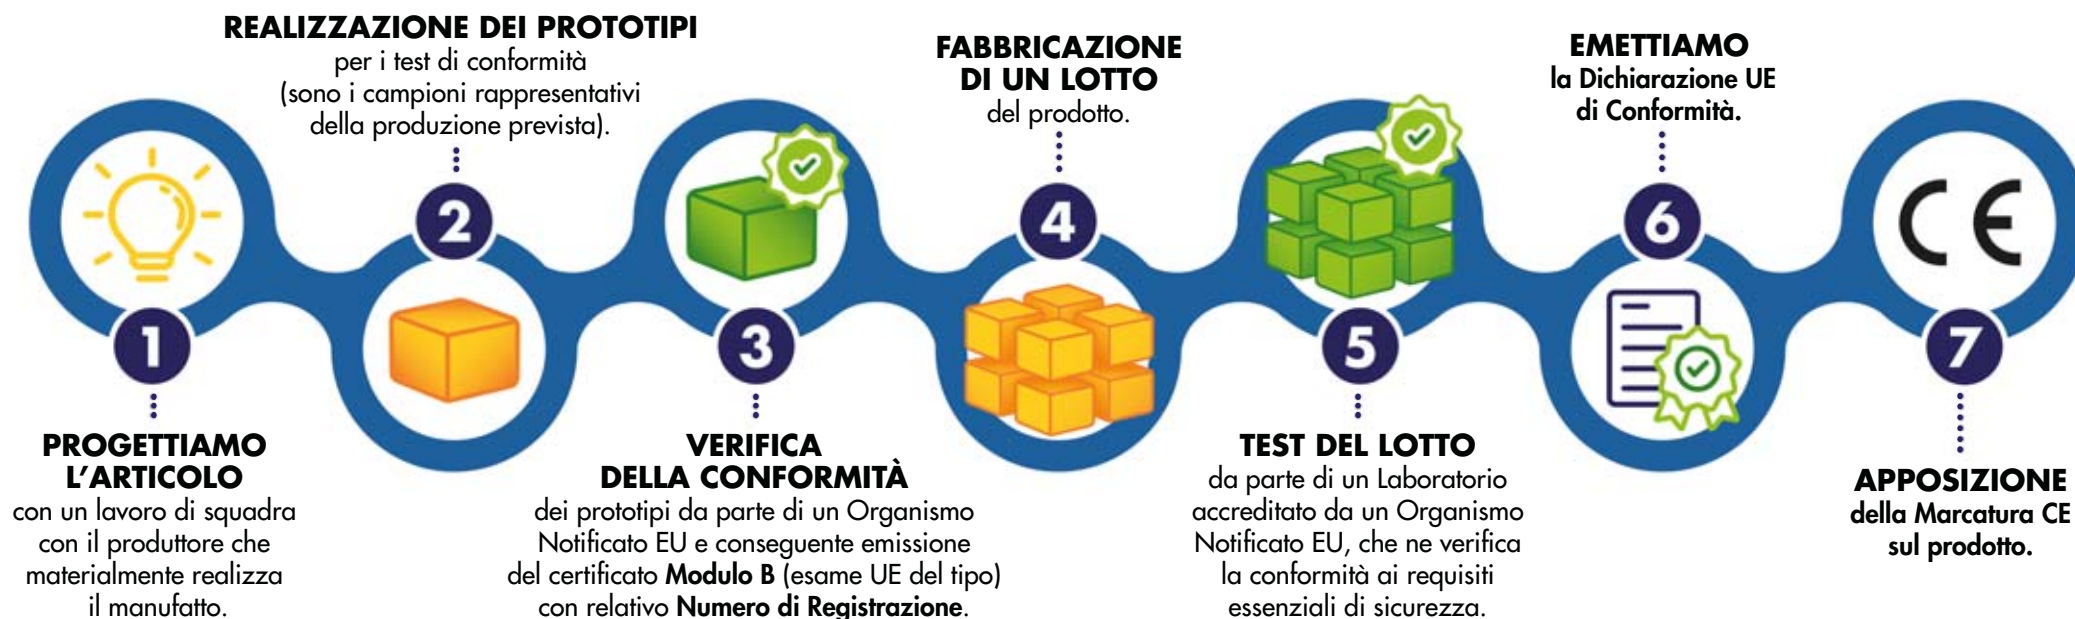 1
PROGETTIAMO
L'ARTICOLO
con un lavoro di squadra
con il produttore che
materialmente realizza
il manufatto.
REALIZZAZIONE DEI PROTOTIPI
per i test di conformità
(sono i campioni rappresentativi
della produzione prevista).
2
3
VERIFICA
DELLA CONFORMITÀ
dei prototipi da parte di un Organismo
Notificato EU e conseguente emissione
del certificato Modulo B (esame UE del tipo)
con relativo Numero di Registrazione.
FABBRICAZIONE
DI UN LOTTO
del prodotto.
4
5
TEST DEL LOTTO
da parte di un Laboratorio
accreditato da un Organismo
Notificato EU, che ne verifica
la conformità ai requisiti
essenziali di sicurezza.
EMETTIAMO
la Dichiarazione UE
di Conformità.
6
CE
7
APPOSIZIONE
della Marcatura CE
sul prodotto.